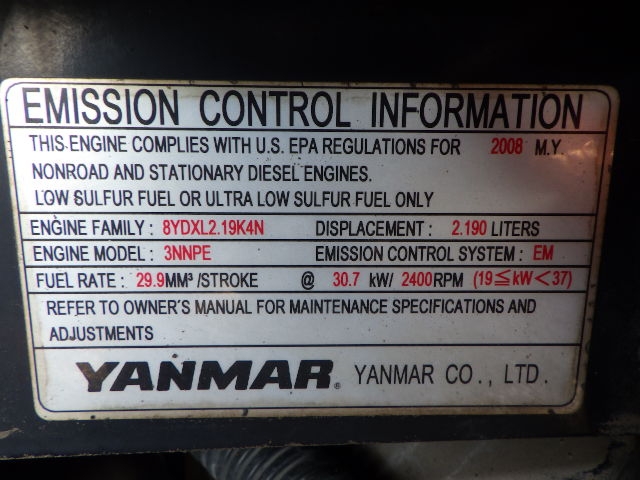 EMISSION CONTROL INFORMATION
THIS ENGINE COMPLIES WITH U.S. EPA REGULATIONS FOR 2008 M.Y.
NONROAD AND STATIONARY DIESEL ENGINES.
LOW SULFUR FUEL OR ULTRA LOW SULFUR FUEL ONLY
ENGINE FAMILY : 8YDXL2.19K4N DISPLACEMENT : 2.190 LITERS
ENGINE MODEL : 3NNPE EMISSION CONTROL SYSTEM : EM
FUEL RATE : 29.9MM³/STROKE @ 30.7 kW/ 2400RPM (19≦kW<37)
REFER TO OWNER'S MANUAL FOR MAINTENANCE SPECIFICATIONS AND
ADJUSTMENTS
YANMAR® YANMAR CO., LTD.